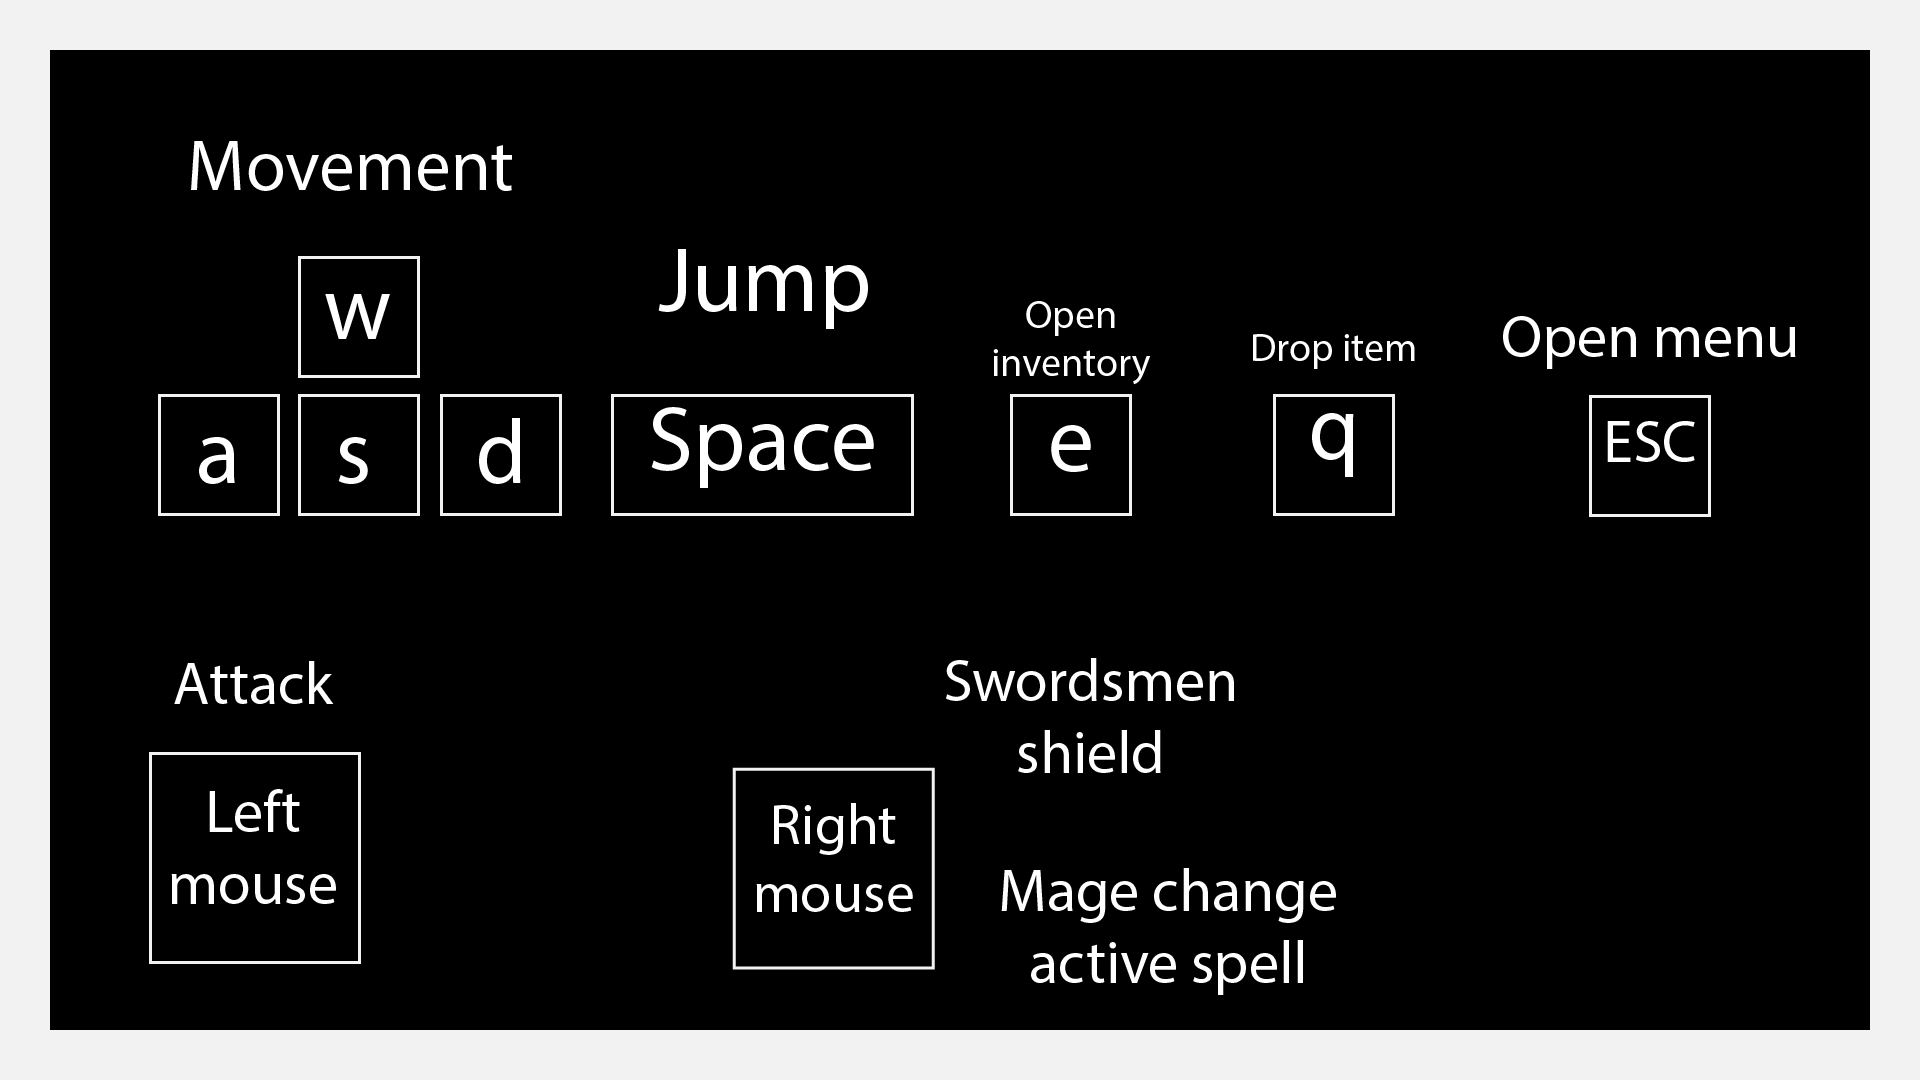 Movement
w
Jump
Open
inventory
Drop item
Open menu
a
s
d
Space
e
q
ESC
Attack
Left
mouse
Swordsmen
shield
Right
mouse
Mage change
active spell